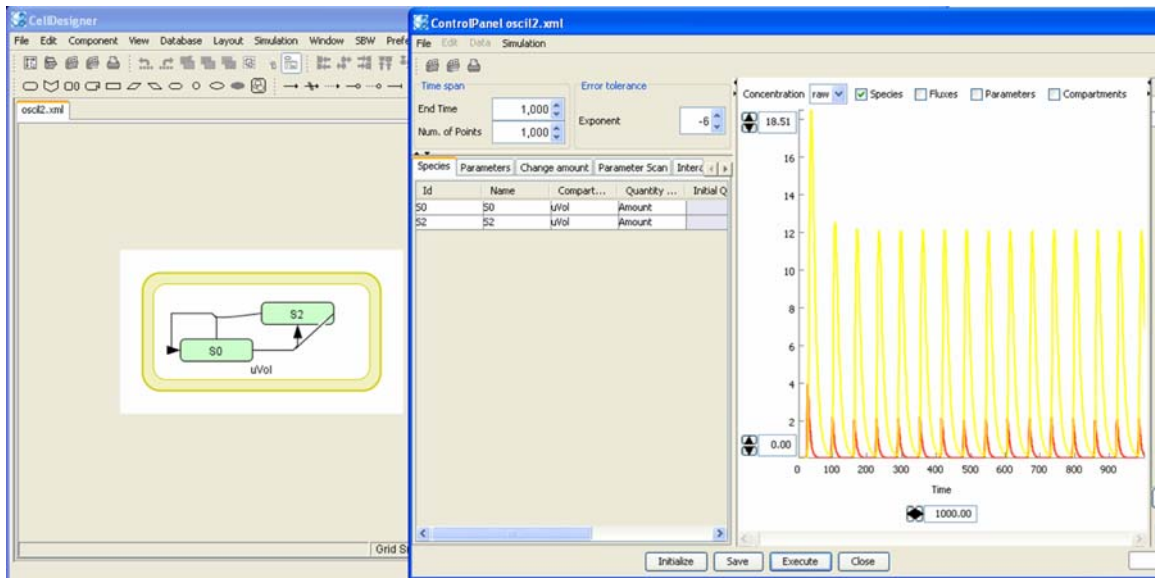 CellDesigner
File Edit Component View Database Layout Simulation Window SBW Prefe
oscil2.xml
S2
S0
uVol
Grid S
ControlPanel oscil2.xml
File Edit Data Simulation
Time span
End Time 1,000
Num. of Points 1,000
Error tolerance
Exponent -6
Species Parameters Change amount Parameter Scan Intera
Id Name Compart... Quantity ... Initial Q
S0 S0 uVol Amount
S2 S2 uVol Amount
Concentration raw Species Fluxes Parameters Compartments
18.51
16
14
12
10
8
6
4
2
0.00
0 100 200 300 400 500 600 700 800 900
Time
1000.00
Initialize Save Execute Close